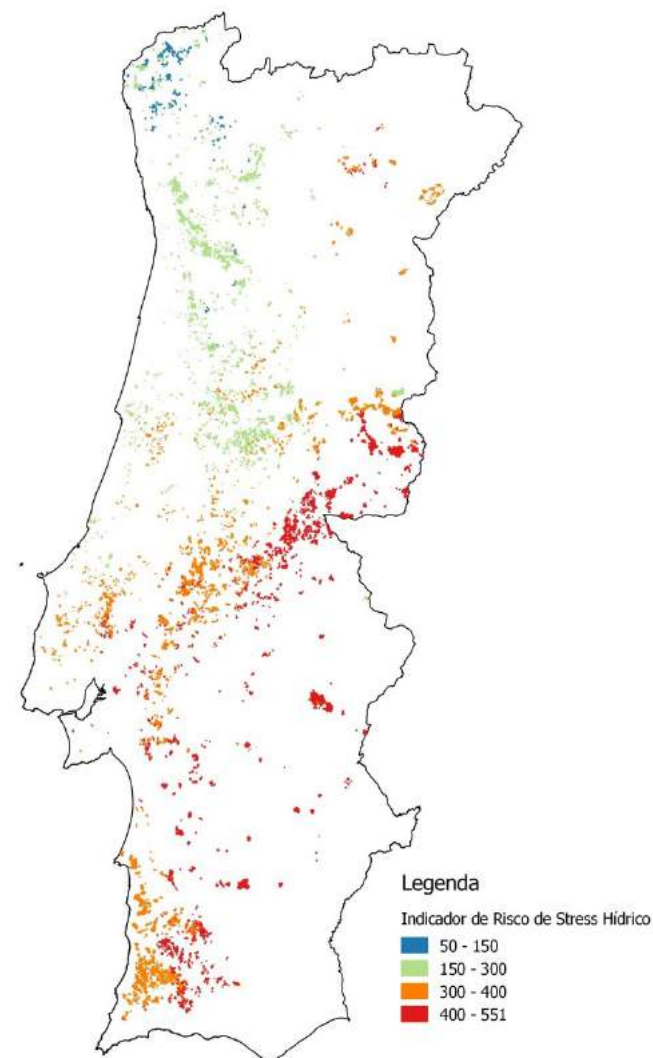 Legenda
Indicador de Risco de Stress Hídrico
50 - 150
150 - 300
300 - 400
400 - 551